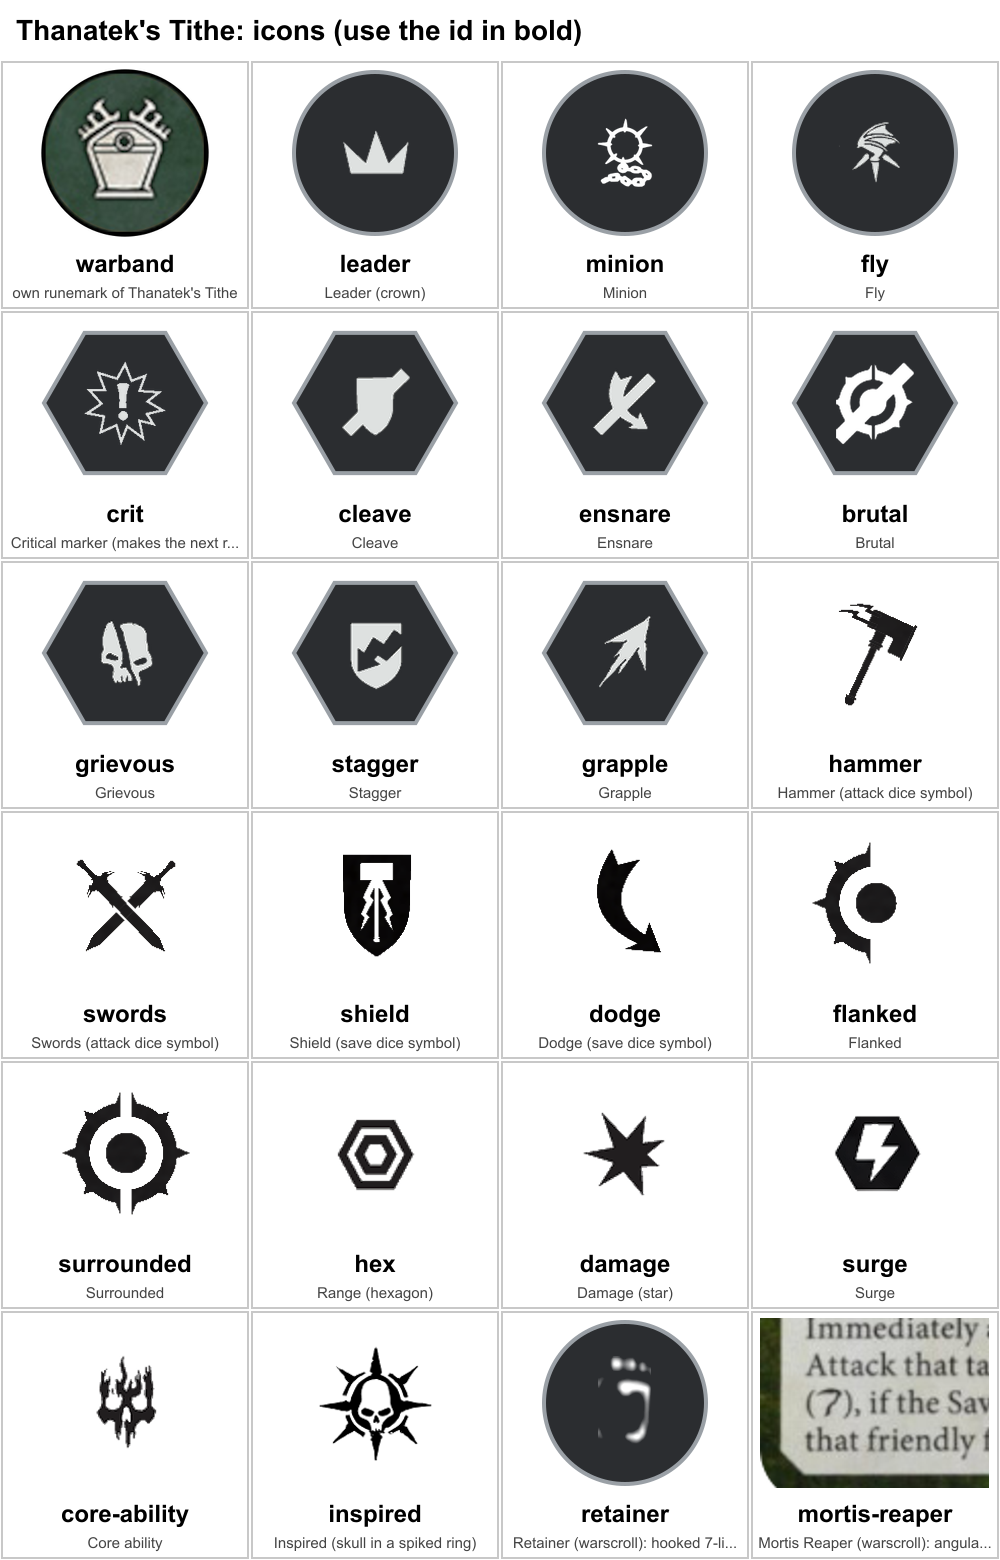 Thanatek's Tithe: icons (use the id in bold)
warband
own runemark of Thanatek's Tithe
leader
Leader (crown)
minion
Minion
fly
Fly
crit
Critical marker (makes the next r...
cleave
Cleave
ensnare
Ensnare
brutal
Brutal
grievous
Grievous
stagger
Stagger
grapple
Grapple
hammer
Hammer (attack dice symbol)
swords
Swords (attack dice symbol)
shield
Shield (save dice symbol)
dodge
Dodge (save dice symbol)
flanked
Flanked
surrounded
Surrounded
hex
Range (hexagon)
damage
Damage (star)
surge
Surge
core-ability
Core ability
inspired
Inspired (skull in a spiked ring)
retainer
Retainer (warscroll): hooked 7-li...
Immediately
Attack that ta
(7), if the Sav
that friendly f
mortis-reaper
Mortis Reaper (warscroll): angula...